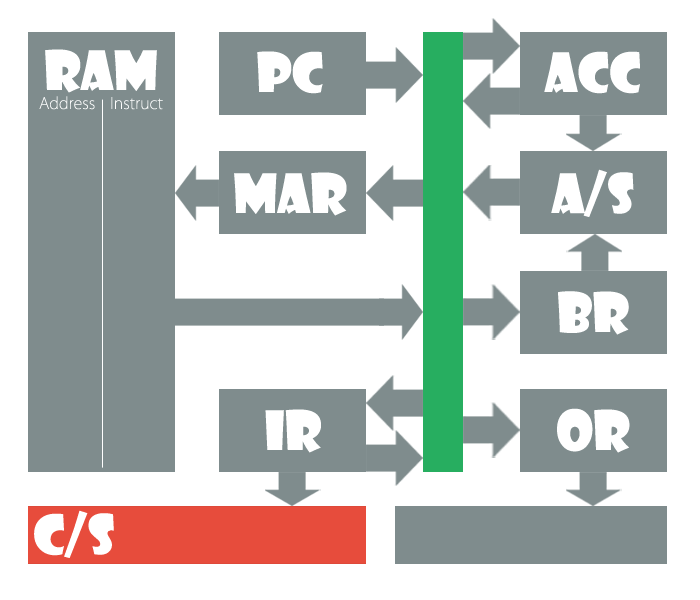 RAM
Address Instruct
PC
ACC
MAR
A/S
BR
IR
OR
C/S